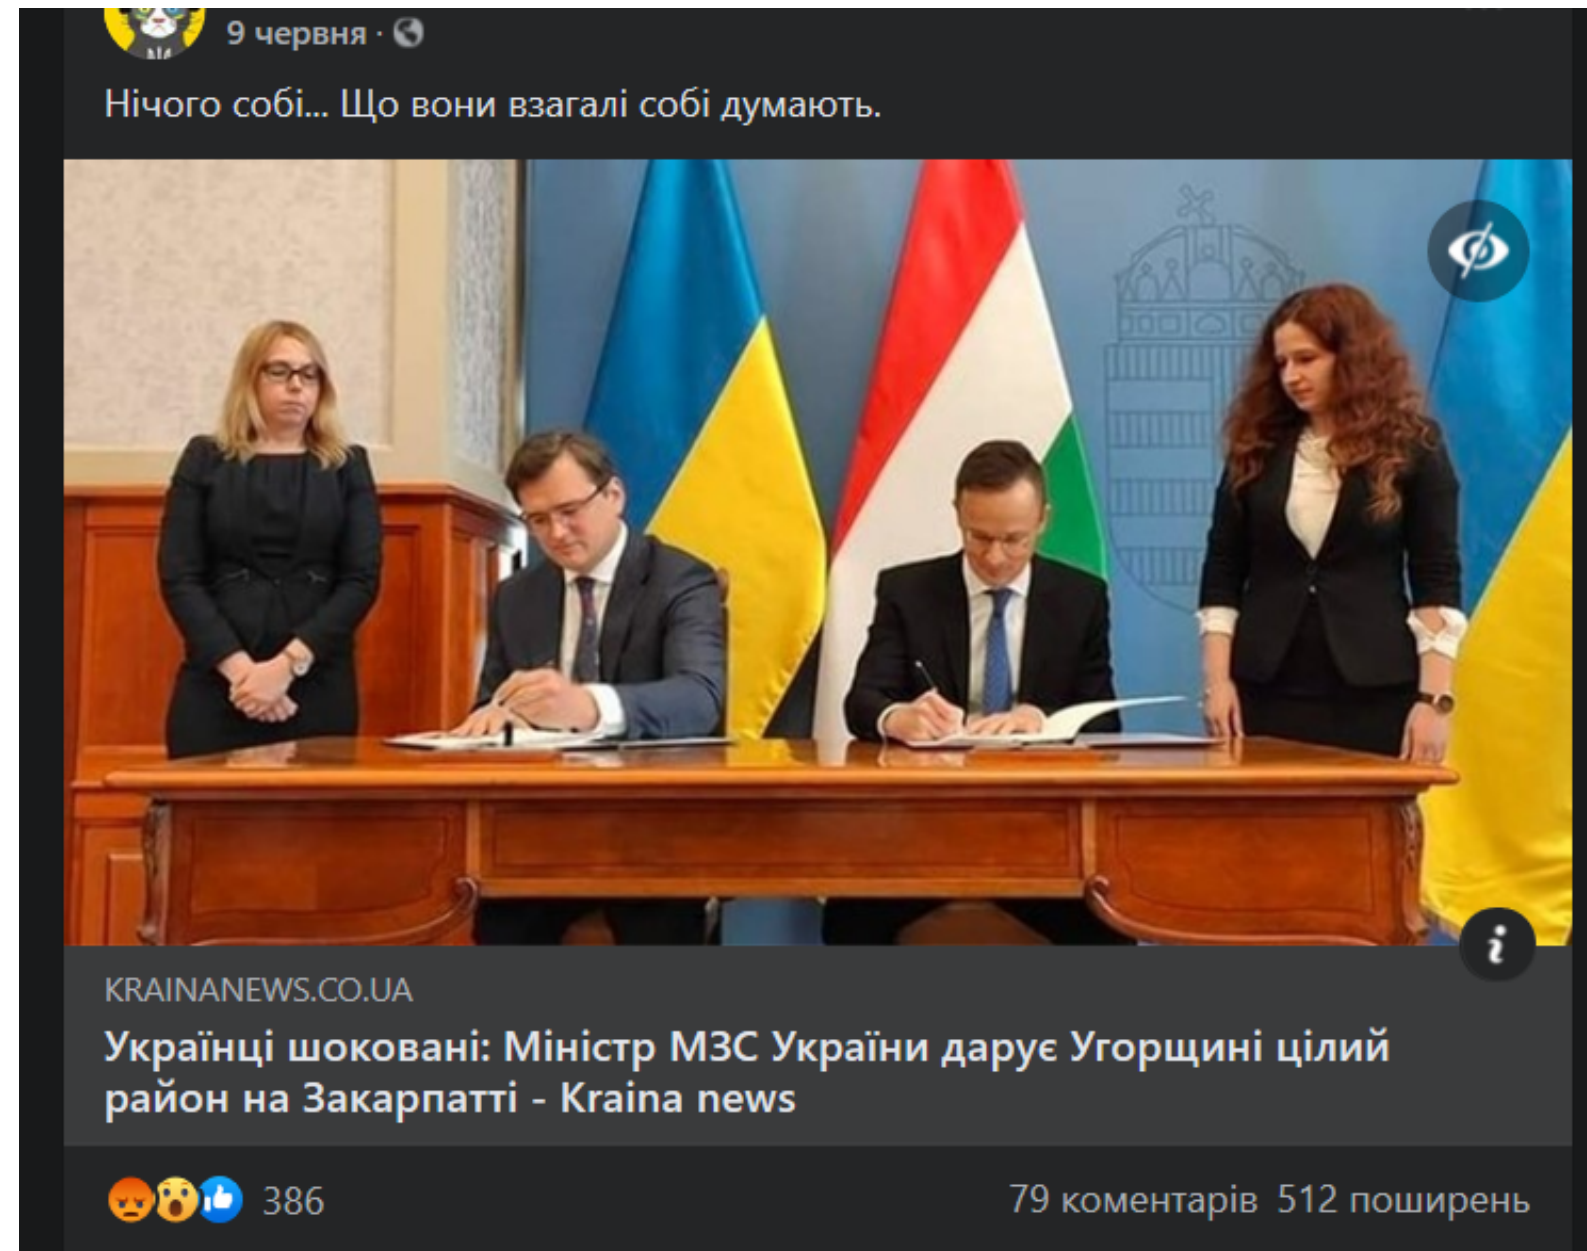 9 червня ·
Нічого собі... Що вони взагалі собі думають.
KRAINANEWS.CO.UA
Українці шоковані: Міністр МЗС України дарує Угорщині цілий
район на Закарпатті - Kraina news
386
79 коментарів 512 поширень